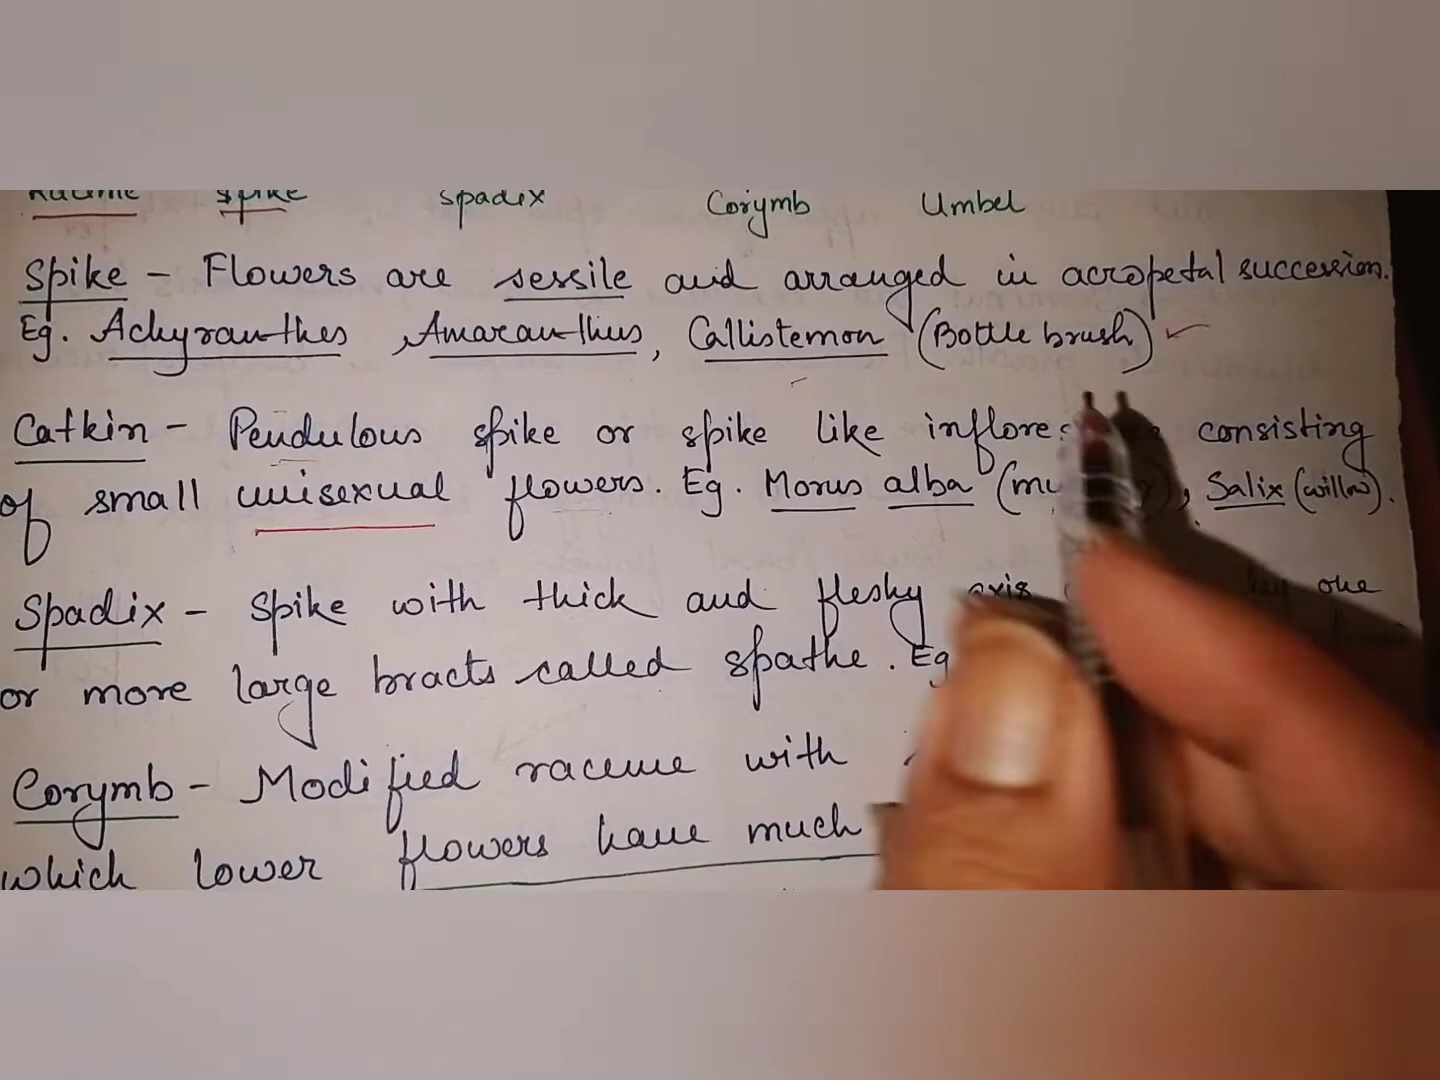 Raceme spike spadix Corymb Umbel
Spike - Flowers are sessile and arranged in acropetal succession.
Eg. Achyranthes, Amaranthus, Callistemon (Bottle brush)
Catkin - Pendulous spike or spike like consisting
of small unisexual flowers. Eg. Morus alba Salix (willow).
Spadix - Spike with thick and fleshy axis one
or more large bracts called spathe. Eg
Corymb - Modified raceme with
which lower flowers have much